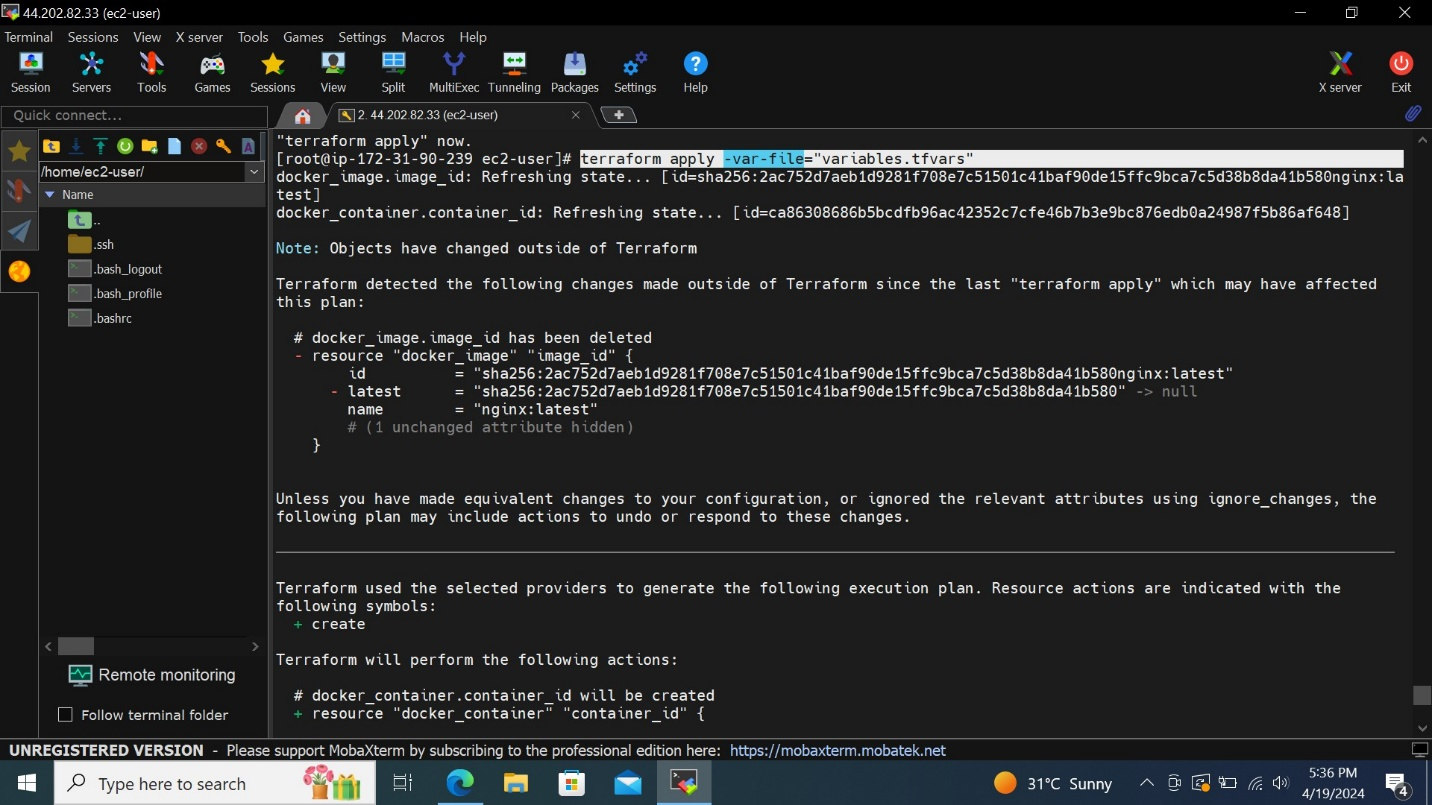 44.202.82.33 (ec2-user)
Terminal Sessions View X server Tools Games Settings Macros Help
Session Servers Tools Games Sessions View Split MultiExec Tunneling Packages Settings Help X server Exit
Quick connect...
2. 44.202.82.33 (ec2-user)
/home/ec2-user/
Name
..
.ssh
.bash_logout
.bash_profile
.bashrc
Remote monitoring
Follow terminal folder
"terraform apply" now.
[root@ip-172-31-90-239 ec2-user]# terraform apply -var-file="variables.tfvars"
docker_image.image_id: Refreshing state... [id=sha256:2ac752d7aeb1d9281f708e7c51501c41baf90de15ffc9bca7c5d38b8da41b580nginx:la
test]
docker_container.container_id: Refreshing state... [id=ca86308686b5bcdfb96ac42352c7cfe46b7b3e9bc876edb0a24987f5b86af648]
Note: Objects have changed outside of Terraform
Terraform detected the following changes made outside of Terraform since the last "terraform apply" which may have affected
this plan:
# docker_image.image_id has been deleted
- resource "docker_image" "image_id" {
id = "sha256:2ac752d7aeb1d9281f708e7c51501c41baf90de15ffc9bca7c5d38b8da41b580nginx:latest"
- latest = "sha256:2ac752d7aeb1d9281f708e7c51501c41baf90de15ffc9bca7c5d38b8da41b580" -> null
name = "nginx:latest"
# (1 unchanged attribute hidden)
}
Unless you have made equivalent changes to your configuration, or ignored the relevant attributes using ignore_changes, the
following plan may include actions to undo or respond to these changes.
Terraform used the selected providers to generate the following execution plan. Resource actions are indicated with the
following symbols:
+ create
Terraform will perform the following actions:
# docker_container.container_id will be created
+ resource "docker_container" "container_id" {
UNREGISTERED VERSION - Please support MobaXterm by subscribing to the professional edition here: https://mobaxterm.mobatek.net
Type here to search
31°C Sunny
5:36 PM
4/19/2024
4